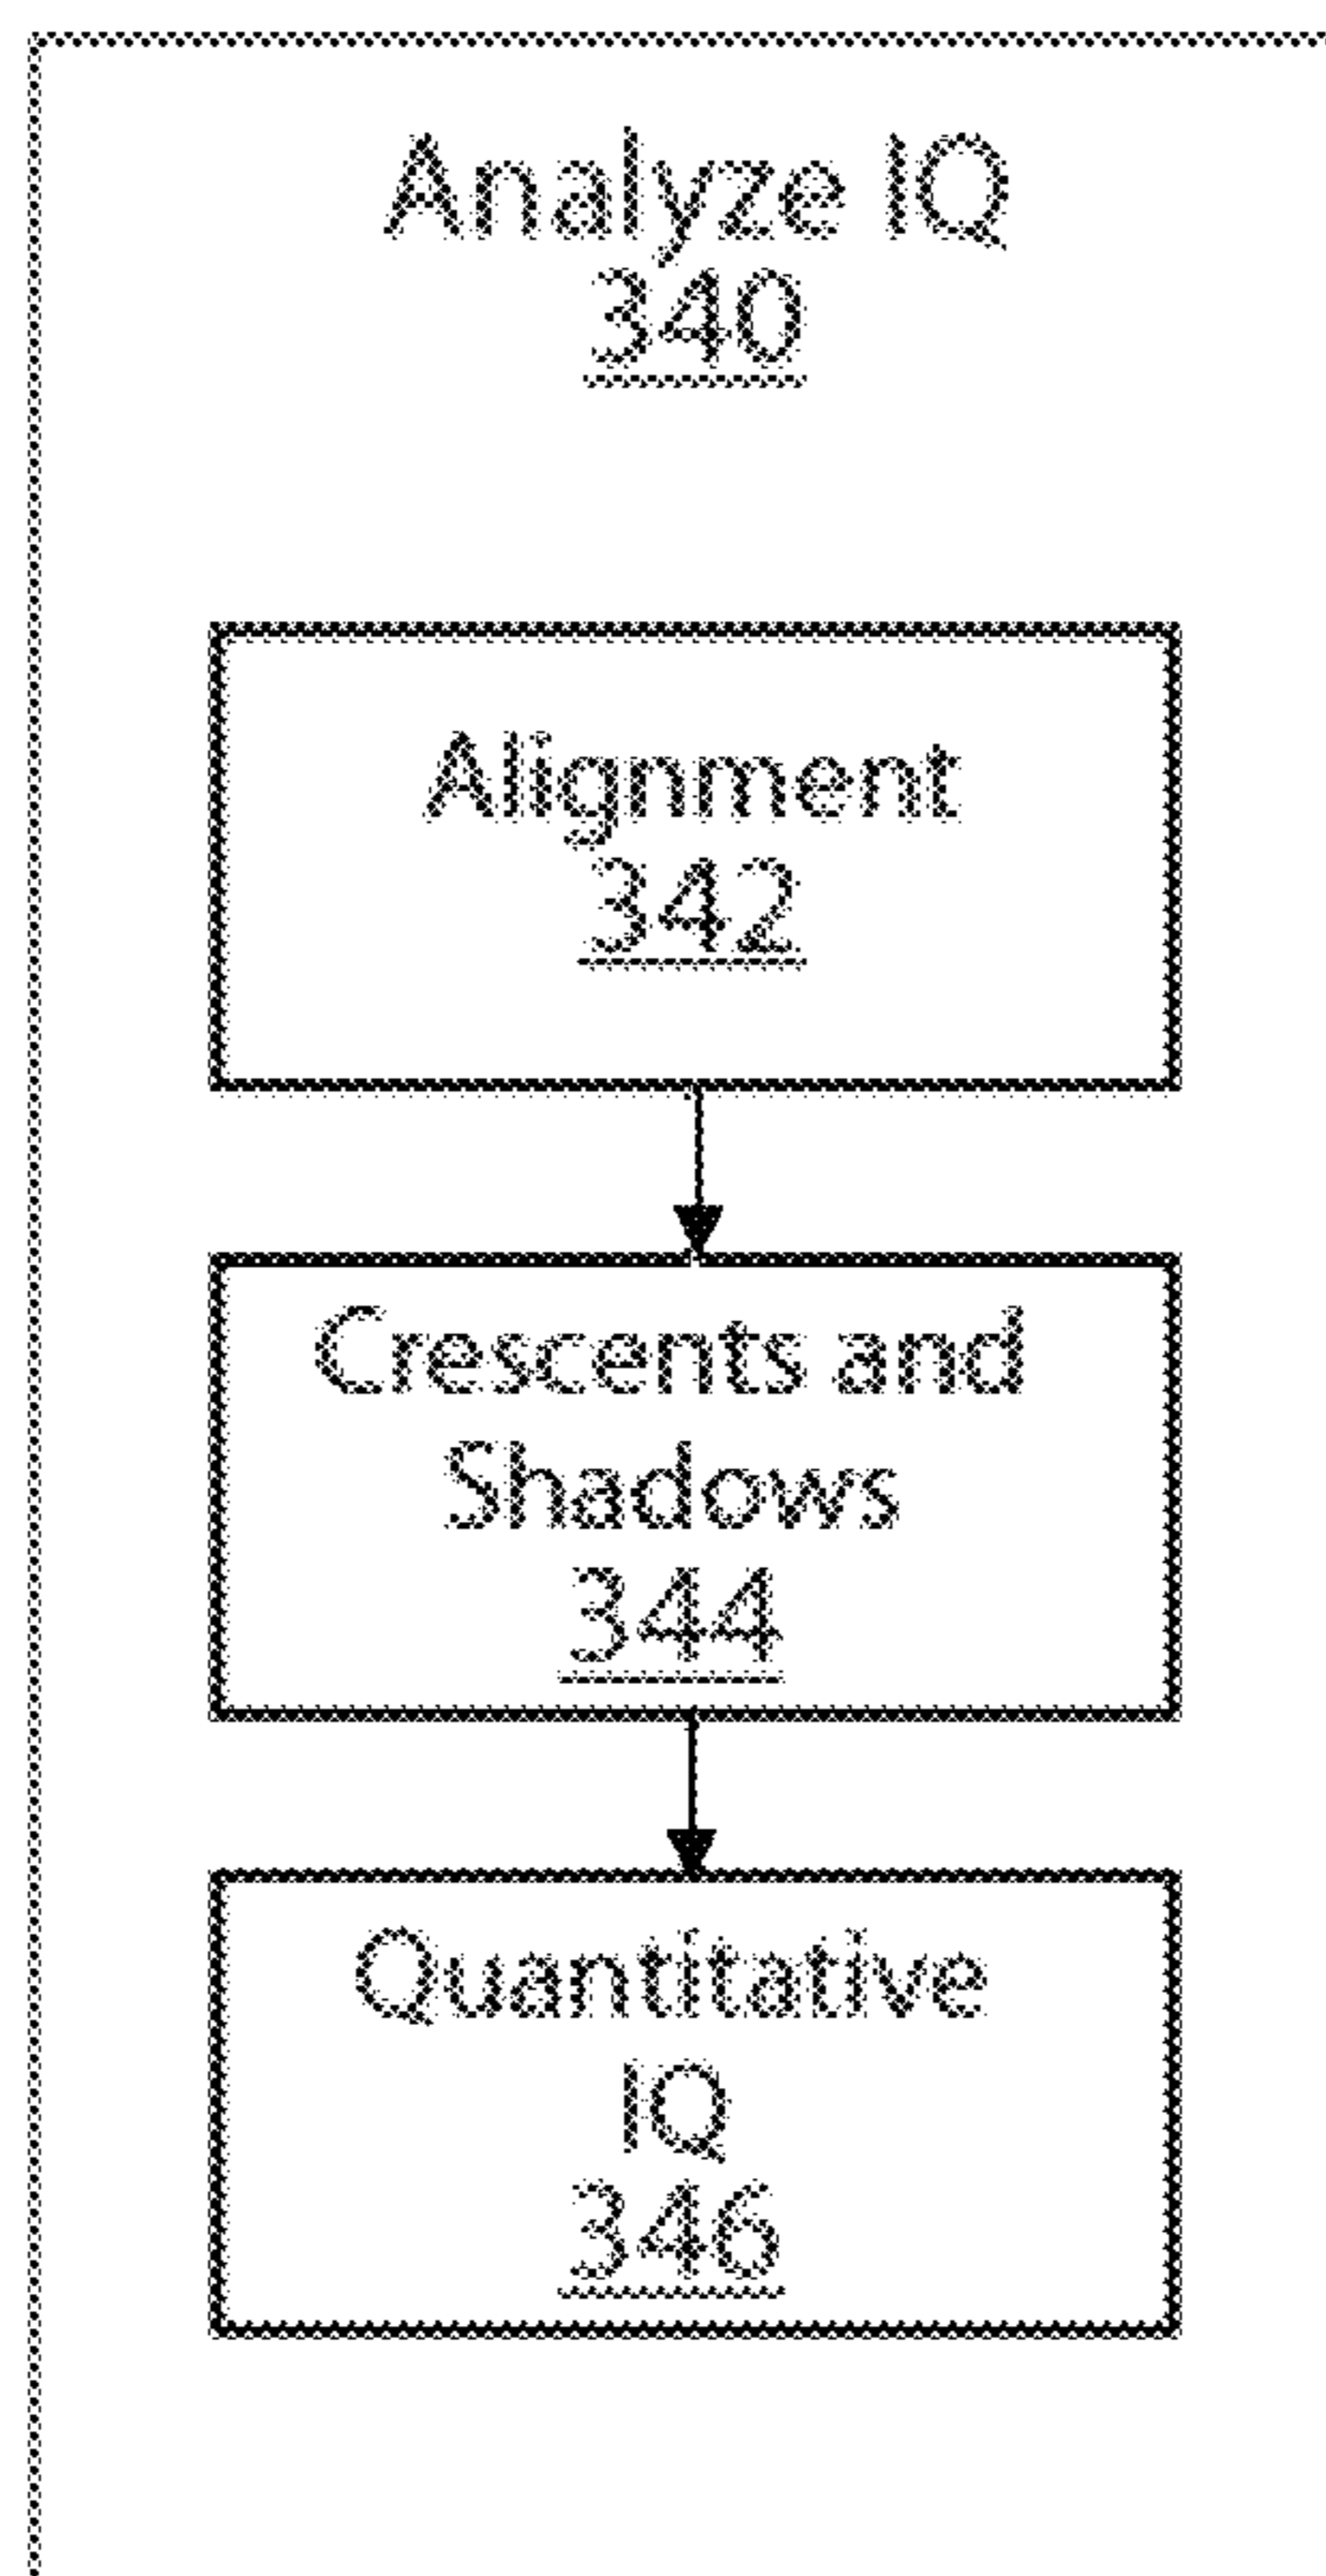 Analyze IQ
340
Alignment
342
Crescents and
Shadows
344
Quantitative
IQ
346